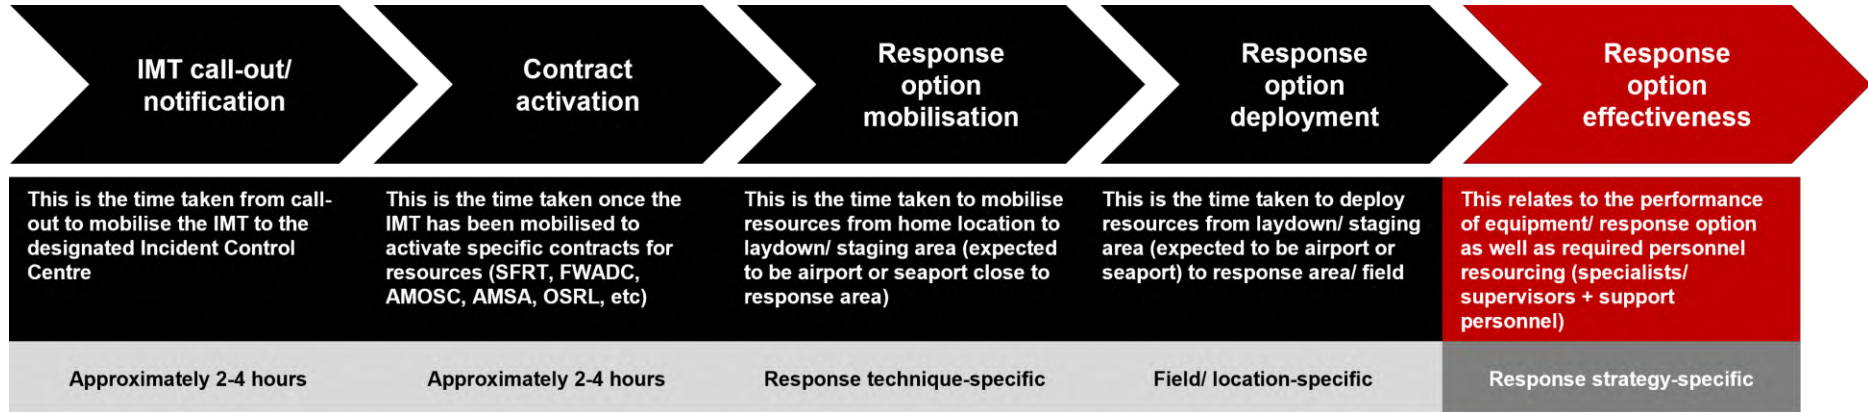 IMT call-out/
notification
Contract
activation
Response
option
mobilisation
Response
option
deployment
Response
option
effectiveness
This is the time taken from call-
out to mobilise the IMT to the
designated Incident Control
Centre
This is the time taken once the
IMT has been mobilised to
activate specific contracts for
resources (SFRT, FWADC,
AMOSC, AMSA, OSRL, etc)
This is the time taken to mobilise
resources from home location to
laydown/ staging area (expected
to be airport or seaport close to
response area)
This is the time taken to deploy
resources from laydown/ staging
area (expected to be airport or
seaport) to response area/ field
This relates to the performance
of equipment/ response option
as well as required personnel
resourcing (specialists/
supervisors + support
personnel)
Approximately 2-4 hours
Approximately 2-4 hours
Response technique-specific
Field/ location-specific
Response strategy-specific